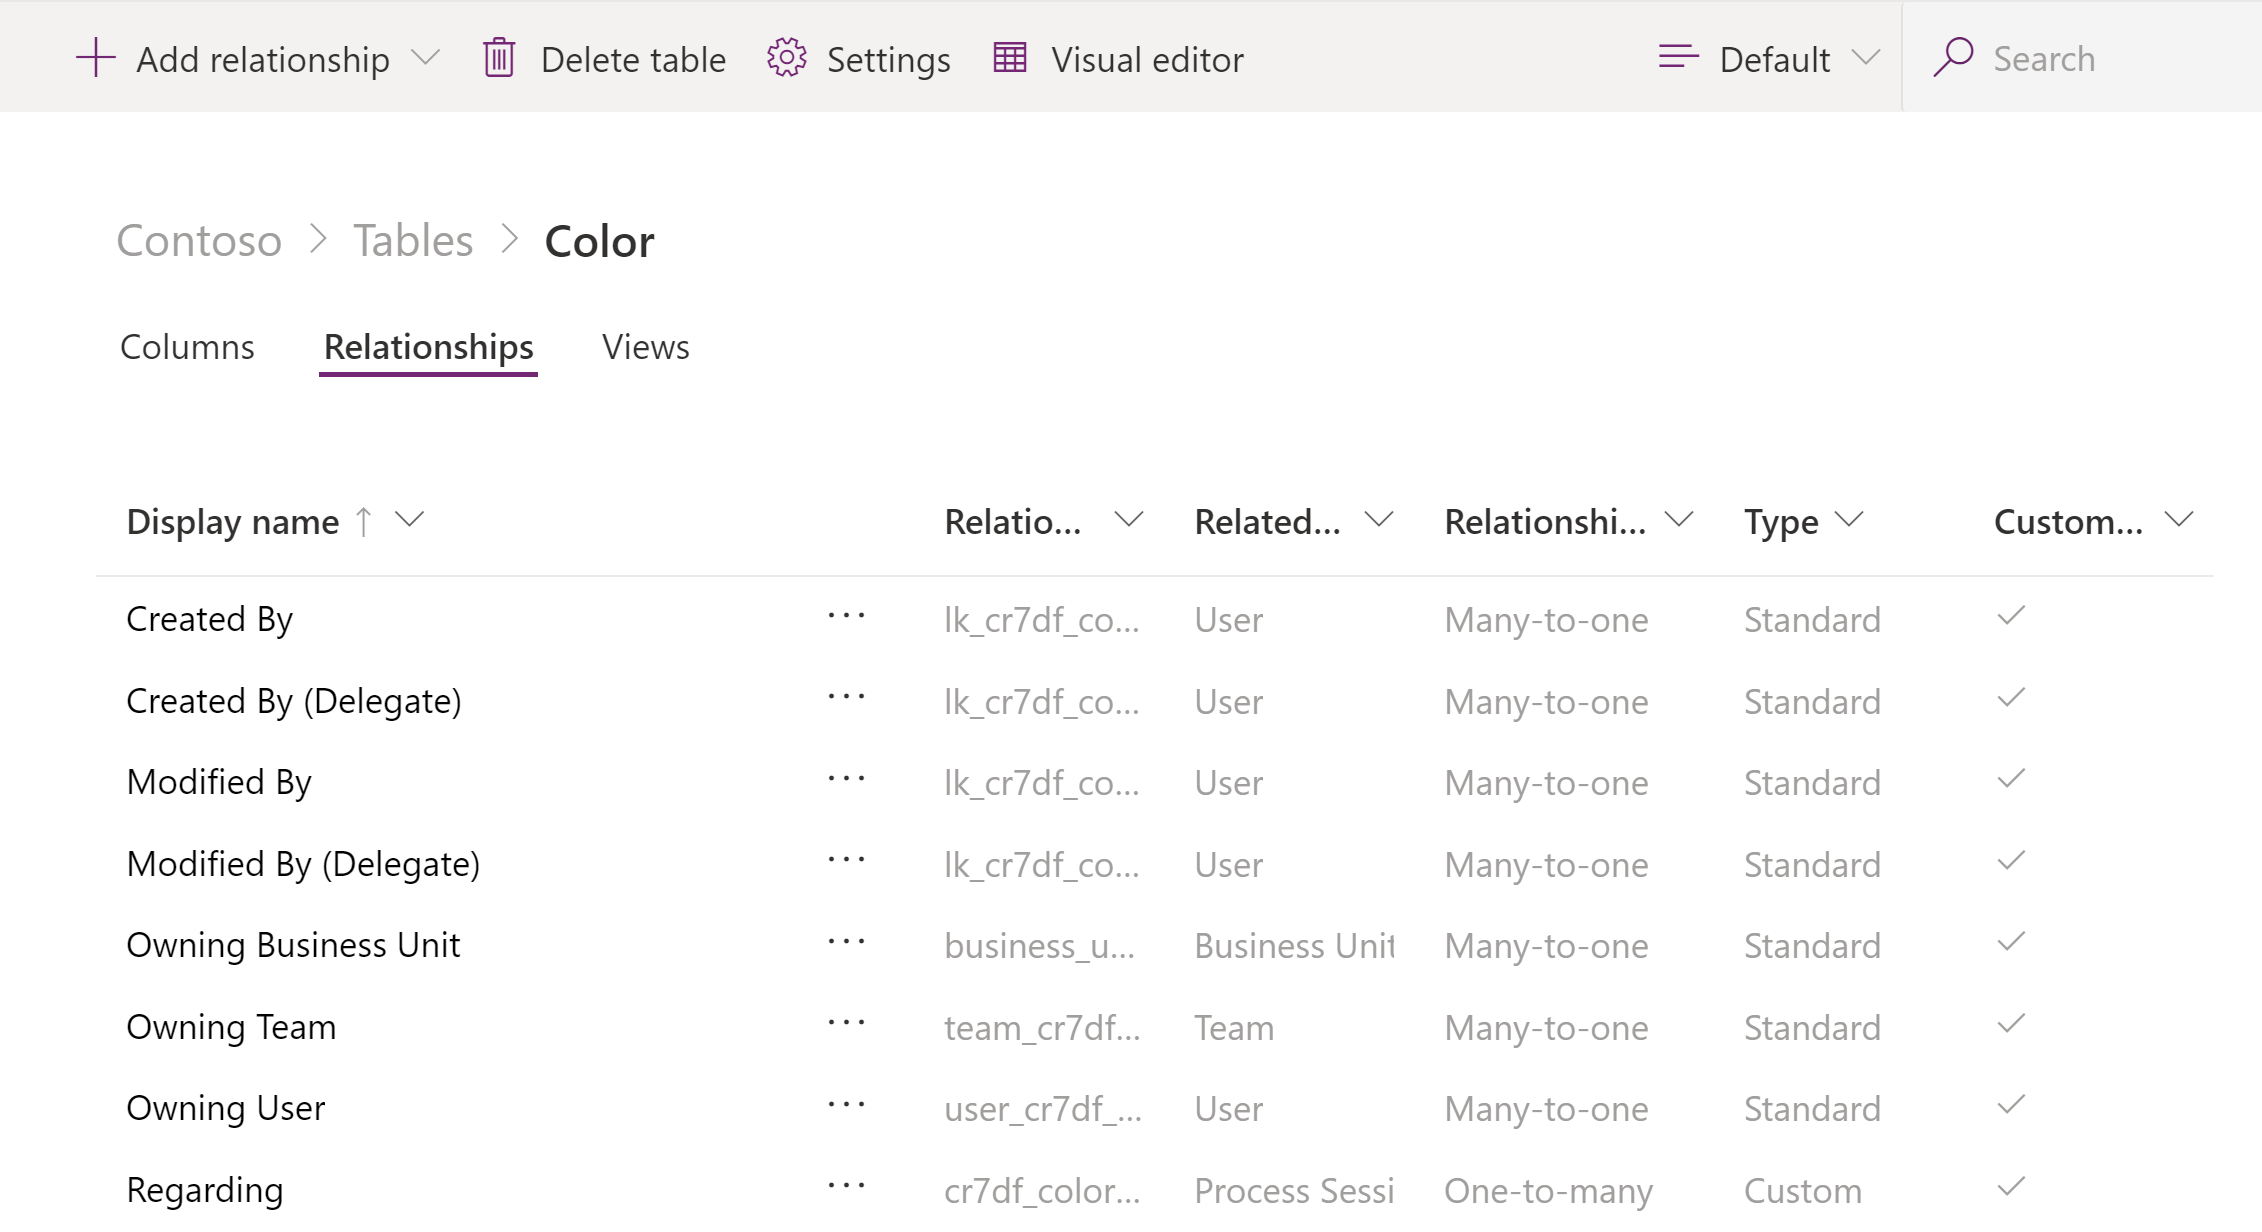 Add relationship Delete table Settings Visual editor Default Search
Contoso > Tables > Color
Columns Relationships Views
Display name ↑ Relatio... Related... Relationshi... Type Custom...
Created By ··· lk_cr7df_co... User Many-to-one Standard ✓
Created By (Delegate) ··· lk_cr7df_co... User Many-to-one Standard ✓
Modified By ··· lk_cr7df_co... User Many-to-one Standard ✓
Modified By (Delegate) ··· lk_cr7df_co... User Many-to-one Standard ✓
Owning Business Unit ··· business_u... Business Unit Many-to-one Standard ✓
Owning Team ··· team_cr7df... Team Many-to-one Standard ✓
Owning User ··· user_cr7df_... User Many-to-one Standard ✓
Regarding ··· cr7df_color... Process Sessi One-to-many Custom ✓